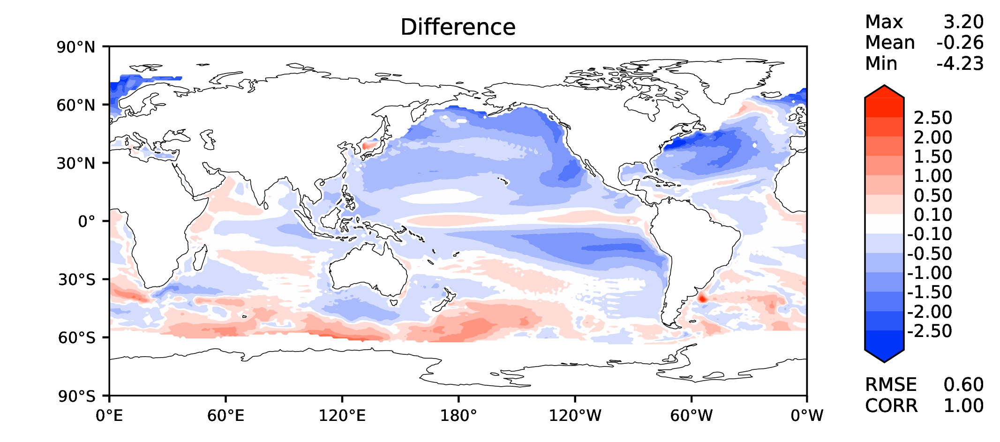 Difference
Max 3.20
Mean -0.26
Min -4.23
90°N
60°N
30°N
0°
30°S
60°S
90°S
0°E 60°E 120°E 180° 120°W 60°W 0°W
2.50
2.00
1.50
1.00
0.50
0.10
-0.10
-0.50
-1.00
-1.50
-2.00
-2.50
RMSE 0.60
CORR 1.00